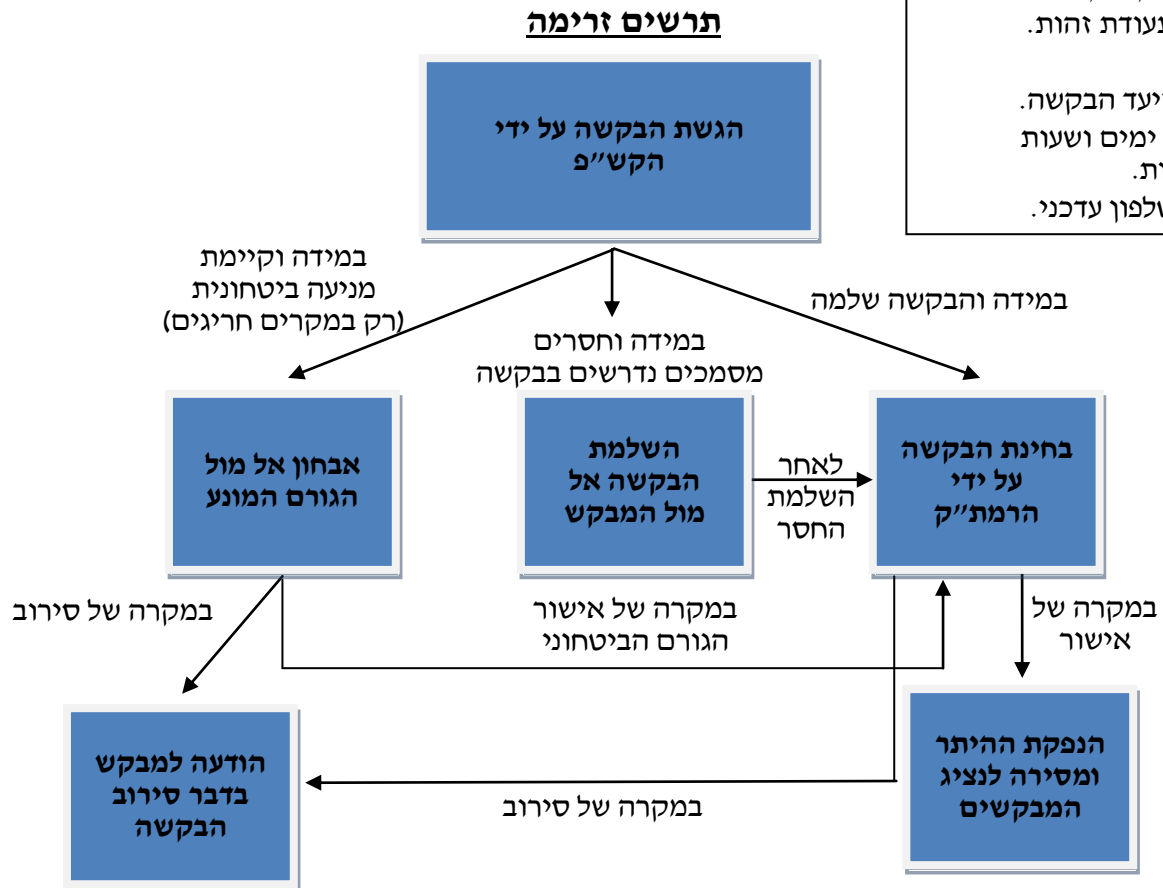 תרשים זרימה
תעודת זהות.
הבקשה.
ימים ושעות
עדכני.
הגשת הבקשה על ידי
הקש״פ
במידה והבקשה שלמה
במידה וחסרים
מסמכים נדרשים בבקשה
במידה וקיימת
מניעה ביטחונית
(רק במקרים חריגים)
בחינת הבקשה
על ידי
הרמת״ק
לאחר
השלמת
החסר
השלמת
הבקשה אל
מול המבקש
אבחון אל מול
הגורם המונע
במקרה של
אישור
במקרה של אישור
הגורם הביטחוני
במקרה של סירוב
הנפקת ההיתר
ומסירה לנציג
המבקשים
במקרה של סירוב
הודעה למבקש
בדבר סירוב
הבקשה